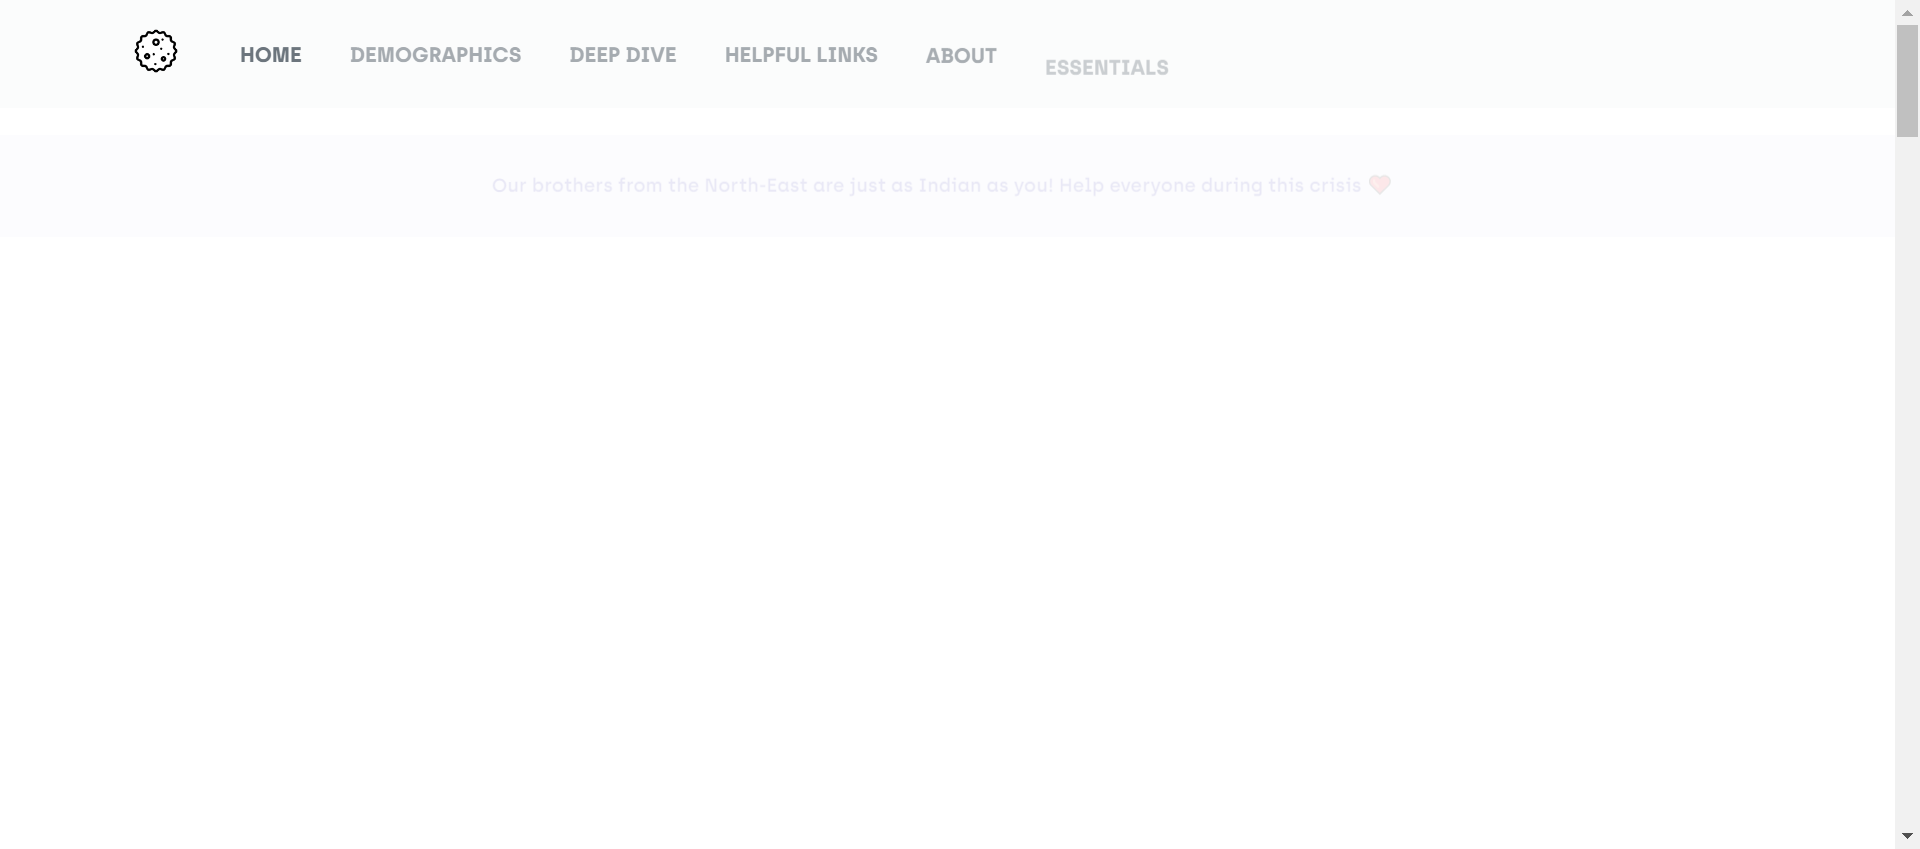 HOME DEMOGRAPHICS DEEP DIVE HELPFUL LINKS ABOUT ESSENTIALS
Our brothers from the North-East are just as Indian as you! Help everyone during this crisis ❤️